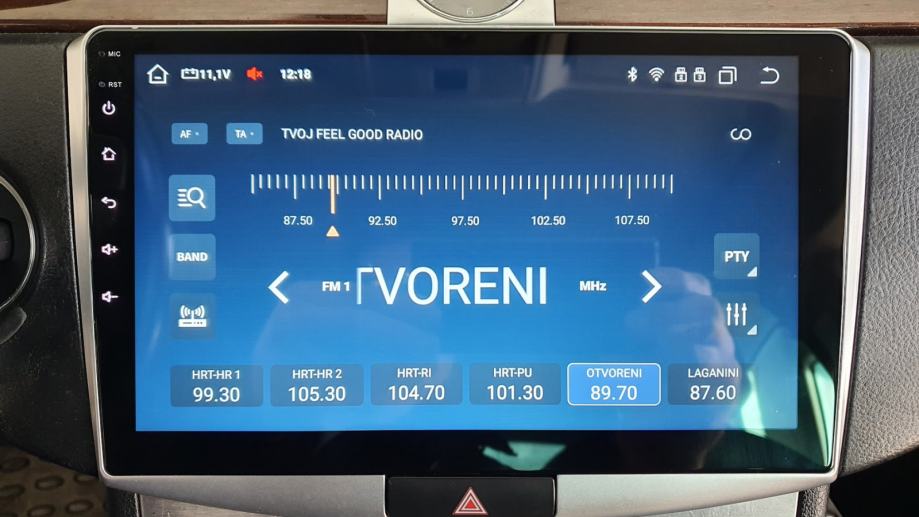 6
MIC
11,1V
12:18
RST
AF
TA
TVOJ FEEL GOOD RADIO
87.50 92.50 97.50 102.50 107.50
BAND
PTY
FM 1
TVORENI
MHz
HRT-HR 1
99.30
HRT-HR 2
105.30
HRT-RI
104.70
HRT-PU
101.30
OTVORENI
89.70
LAGANINI
87.60